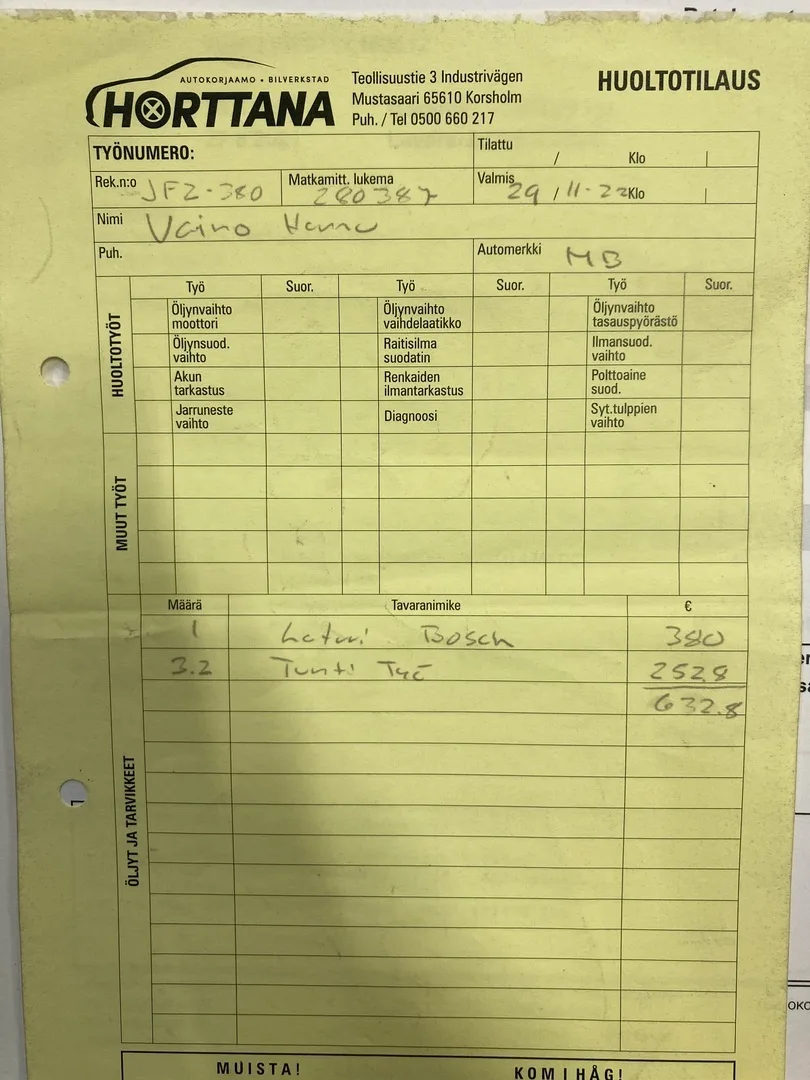 AUTOKORJAAMO • BILVERKSTAD
HORTTANA
Teollisuustie 3 Industrivägen
Mustasaari 65610 Korsholm
Puh. / Tel 0500 660 217
HUOLTOTILAUS
TYÖNUMERO:
Tilattu / Klo
Rek.n:o JFZ-380 Matkamitt. lukema 280387 Valmis 29 / 11-22 Klo
Nimi Vaino Hannu
Puh. Automerkki MB
HUOLTOTYÖT
Työ Suor. Työ Suor. Työ Suor.
Öljynvaihto moottori Öljynvaihto vaihdelaatikko Öljynvaihto tasauspyörästö
Öljynsuod. vaihto Raitisilma suodatin Ilmansuod. vaihto
Akun tarkastus Renkaiden ilmantarkastus Polttoaine suod.
Jarruneste vaihto Diagnoosi Syt.tulppien vaihto
MUUT TYÖT
ÖLJYT JA TARVIKKEET
Määrä Tavaranimike €
1 Laturi Bosch 380
3.2 Tunti Työ 252.8
632.8
MUISTA! KOM IHÅG!